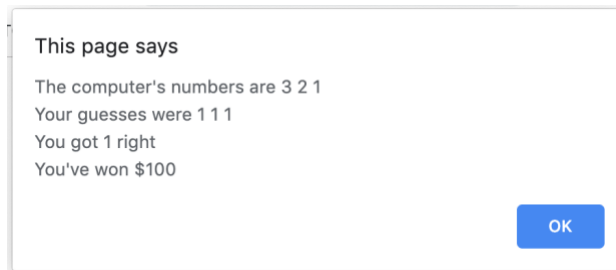 This page says
The computer's numbers are 3 2 1
Your guesses were 1 1 1
You got 1 right
You've won $100
OK